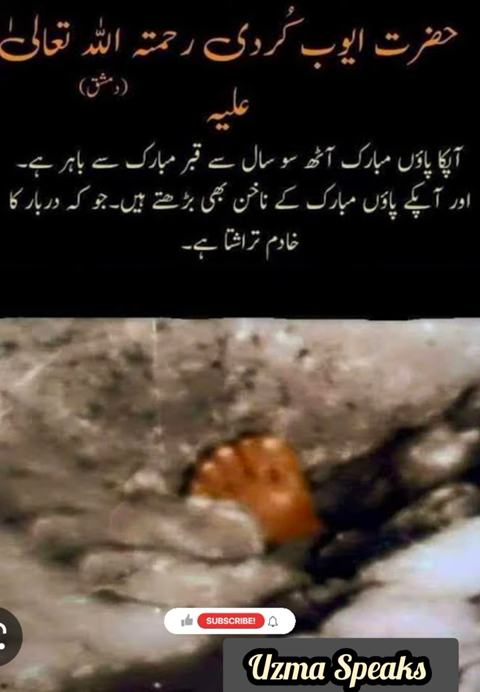 حضرت ایوب کُردی رحمتہ اللہ تعالیٰ
(دمشق)
علیہ
آپکا پاؤں مبارک آٹھ سو سال سے قبر مبارک سے باہر ہے۔
اور آپکے پاؤں مبارک کے ناخن بھی بڑھتے ہیں۔جو کہ دربار کا
خادم تراشتا ہے۔
SUBSCRIBE!
Uzma Speaks